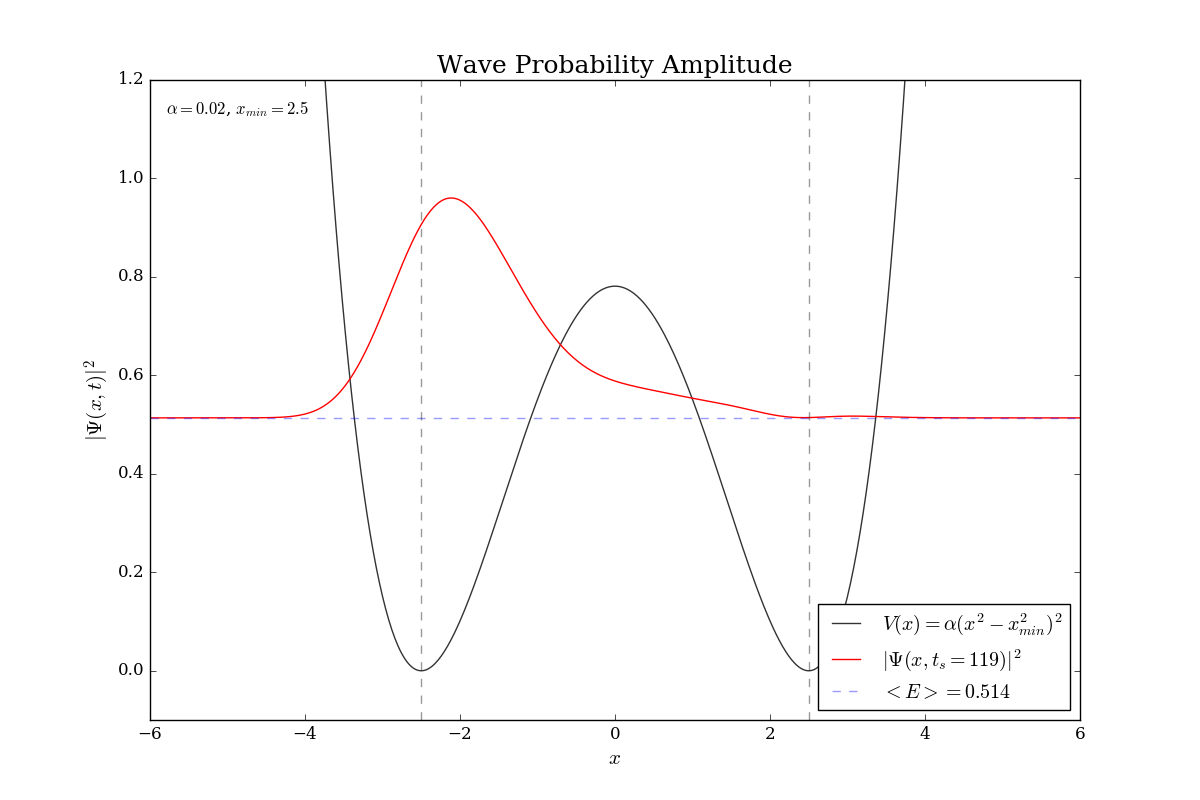 Wave Probability Amplitude
α = 0.02, x_min = 2.5
1.2
1.0
0.8
0.6
0.4
0.2
0.0
|Ψ(x, t)|²
−6
−4
−2
0
2
4
6
x
V(x) = α(x² − x²_min)²
|Ψ(x, t_s = 119)|²
< E > = 0.514